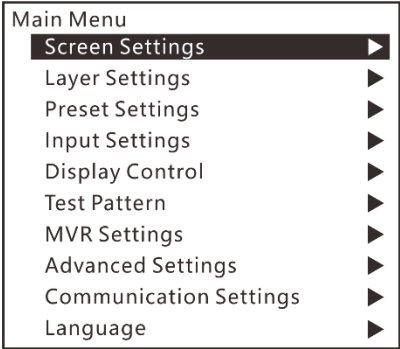 Main Menu
Screen Settings
Layer Settings
Preset Settings
Input Settings
Display Control
Test Pattern
MVR Settings
Advanced Settings
Communication Settings
Language